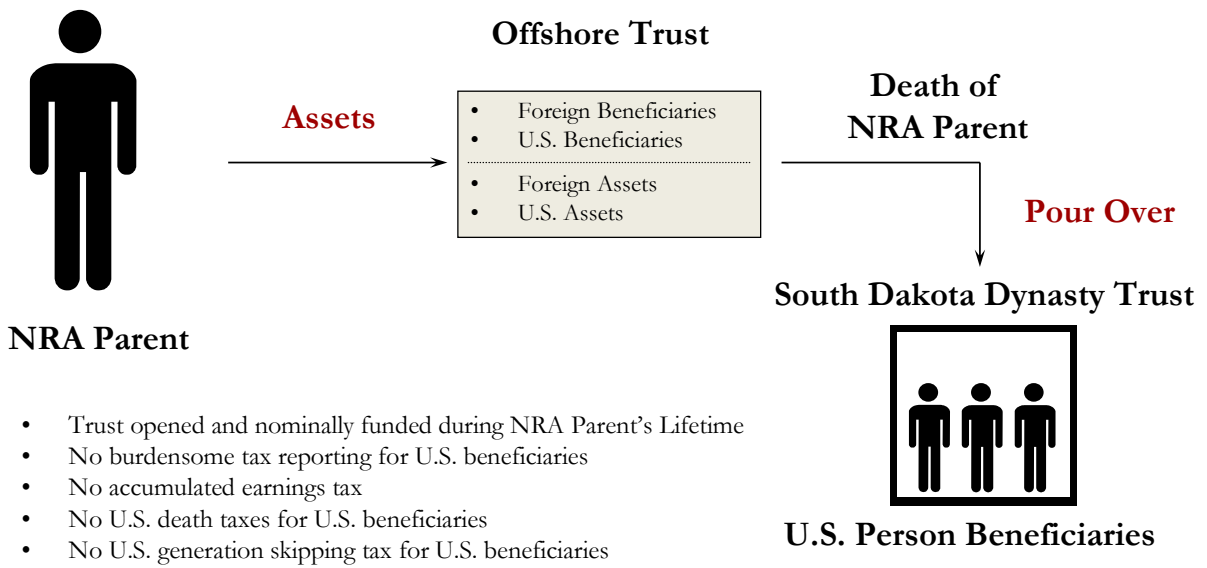 Offshore Trust
Assets
• Foreign Beneficiaries
• U.S. Beneficiaries
• Foreign Assets
• U.S. Assets
Death of
NRA Parent
Pour Over
South Dakota Dynasty Trust
NRA Parent
• Trust opened and nominally funded during NRA Parent's Lifetime
• No burdensome tax reporting for U.S. beneficiaries
• No accumulated earnings tax
• No U.S. death taxes for U.S. beneficiaries
• No U.S. generation skipping tax for U.S. beneficiaries
U.S. Person Beneficiaries